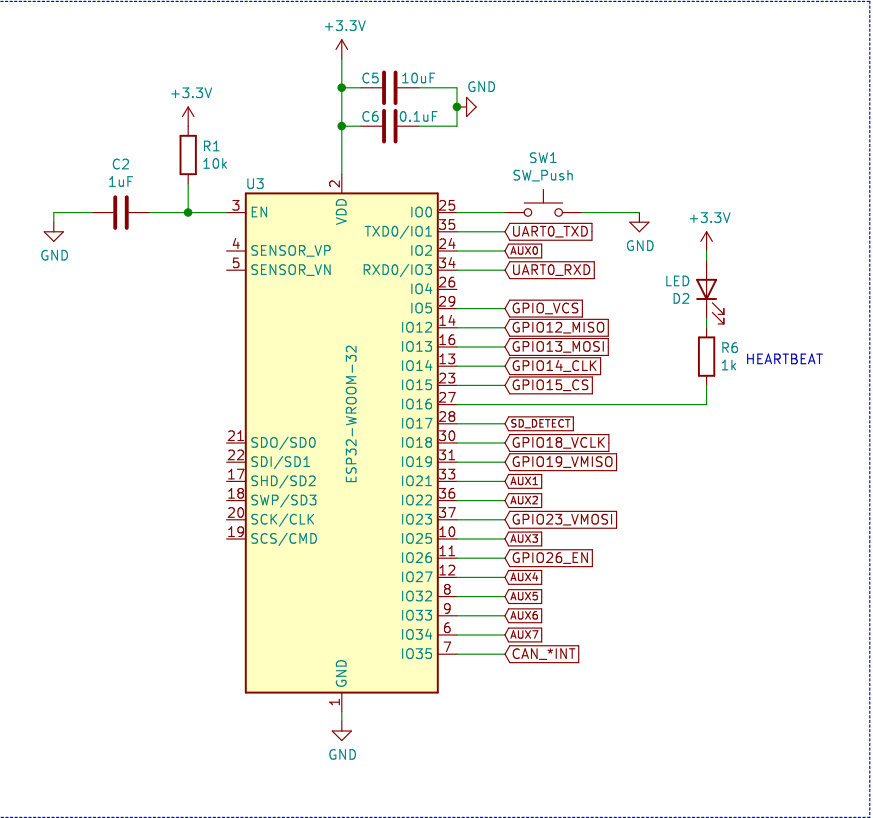 +3.3V
C5 10uF
GND
C6 0.1uF
+3.3V
R1
10k
C2
1uF
GND
U3
2
VDD
3 EN
4 SENSOR_VP
5 SENSOR_VN
21 SDO/SD0
22 SDI/SD1
17 SHD/SD2
18 SWP/SD3
20 SCK/CLK
19 SCS/CMD
ESP32-WROOM-32
IO0 25
TXD0/IO1 35 UART0_TXD
IO2 24 AUX0
RXD0/IO3 34 UART0_RXD
IO4 26
IO5 29 GPIO_VCS
IO12 14 GPIO12_MISO
IO13 16 GPIO13_MOSI
IO14 13 GPIO14_CLK
IO15 23 GPIO15_CS
IO16 27
IO17 28 SD_DETECT
IO18 30 GPIO18_VCLK
IO19 31 GPIO19_VMISO
IO21 33 AUX1
IO22 36 AUX2
IO23 37 GPIO23_VMOSI
IO25 10 AUX3
IO26 11 GPIO26_EN
IO27 12 AUX4
IO32 8 AUX5
IO33 9 AUX6
IO34 6 AUX7
IO35 7 CAN_*INT
GND
1
GND
SW1
SW_Push
GND
+3.3V
LED
D2
R6
1k
HEARTBEAT